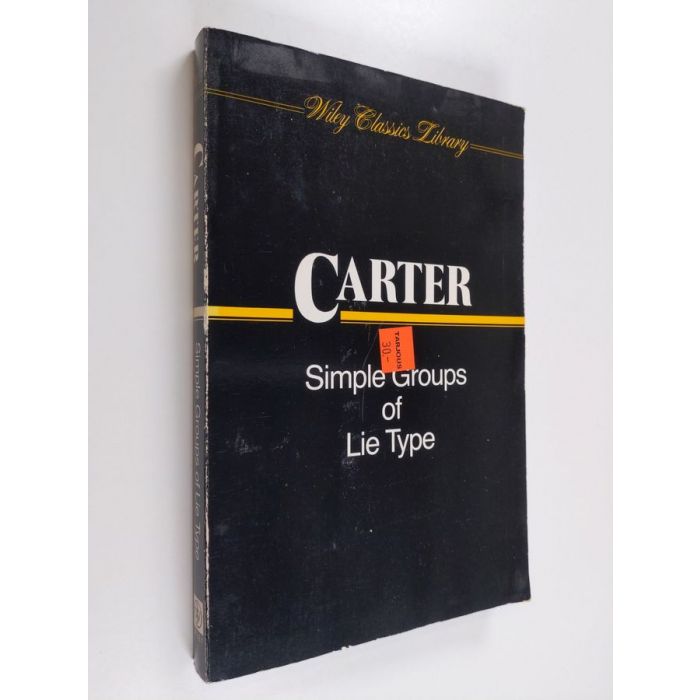 Wiley Classics Library
CARTER
TARJOUS
30.-
Simple Groups
of
Lie Type
CARTER
Simple Groups of Lie Type